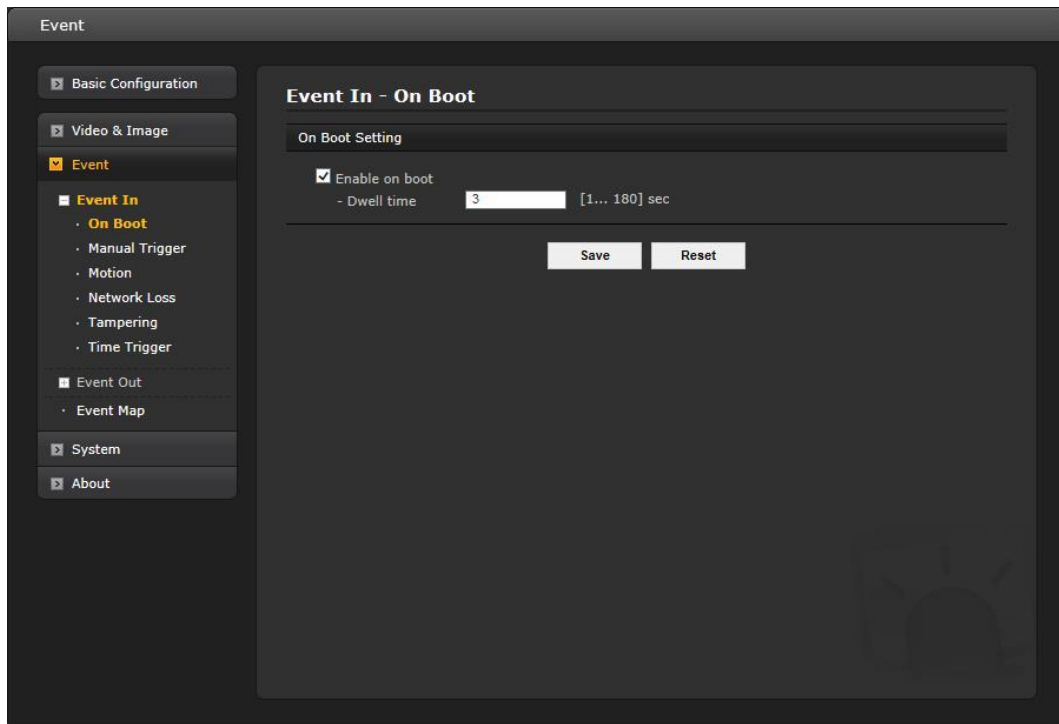 Event
Basic Configuration
Video & Image
Event
Event In
· On Boot
· Manual Trigger
· Motion
· Network Loss
· Tampering
· Time Trigger
Event Out
· Event Map
System
About
Event In - On Boot
On Boot Setting
Enable on boot
- Dwell time 3 [1... 180] sec
Save Reset